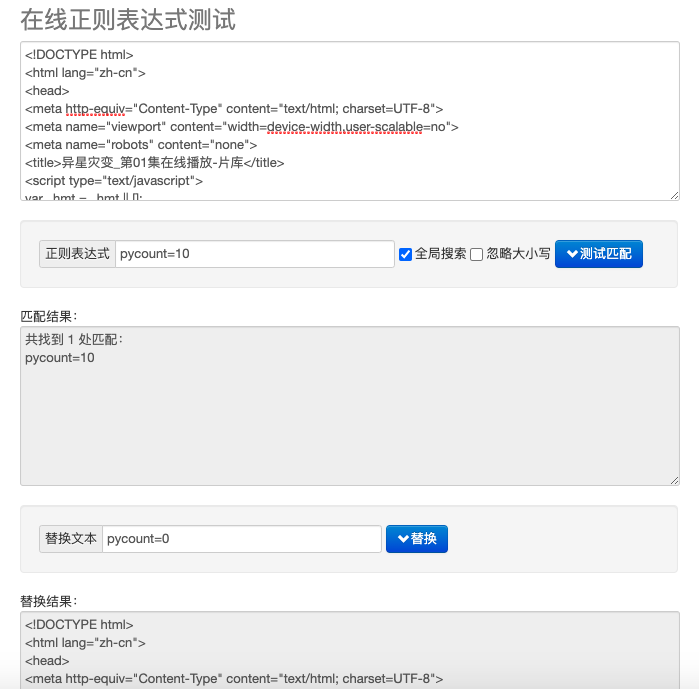 在线正则表达式测试
<!DOCTYPE html>
<html lang="zh-cn">
<head>
<meta http-equiv="Content-Type" content="text/html; charset=UTF-8">
<meta name="viewport" content="width=device-width,user-scalable=no">
<meta name="robots" content="none">
<title>异星灾变_第01集在线播放-片库</title>
<script type="text/javascript">
var _hmt = _hmt || [];
正则表达式 pycount=10 全局搜索 忽略大小写 测试匹配
匹配结果：
共找到 1 处匹配：
pycount=10
替换文本 pycount=0 替换
替换结果：
<!DOCTYPE html>
<html lang="zh-cn">
<head>
<meta http-equiv="Content-Type" content="text/html; charset=UTF-8">